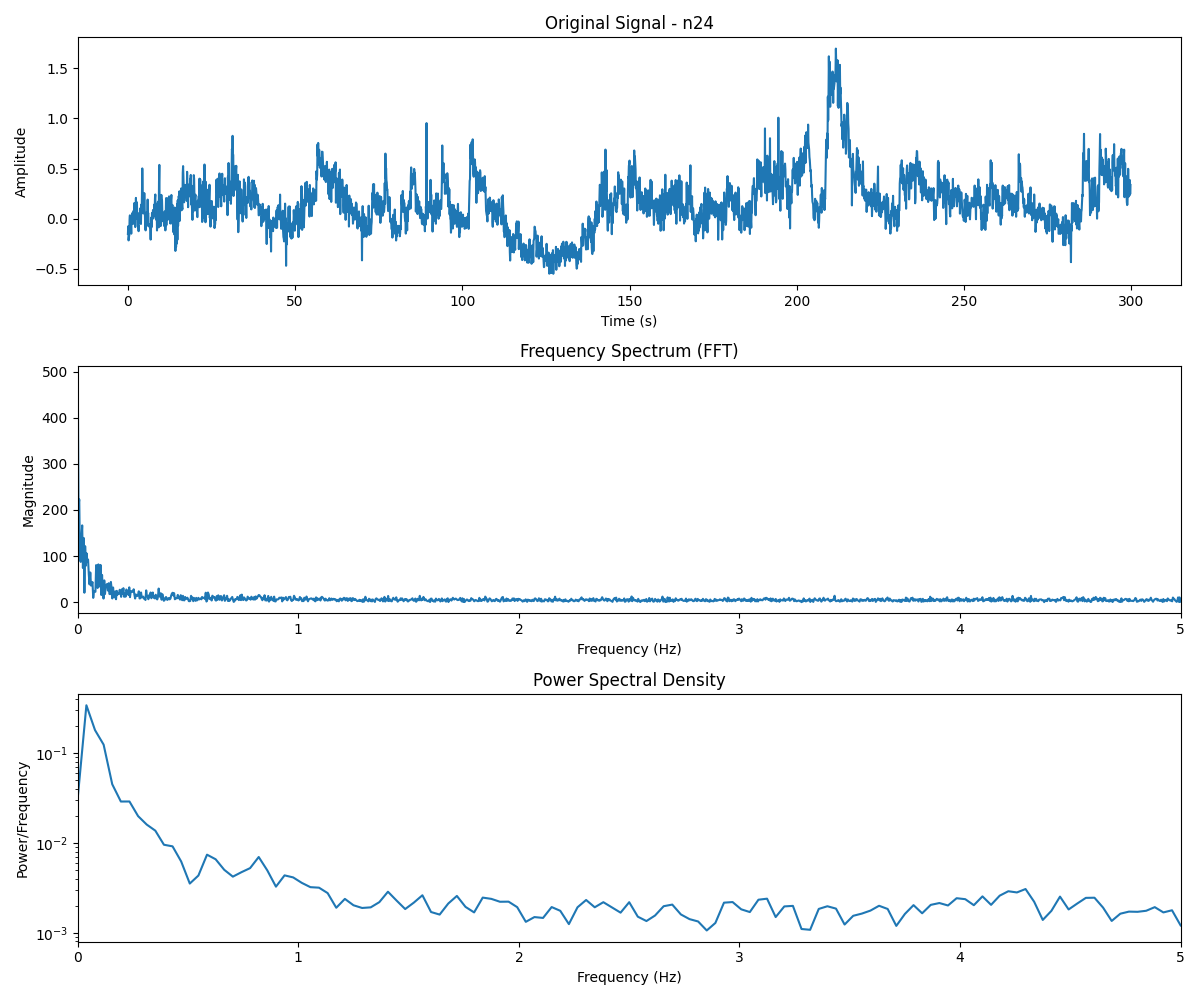 Original Signal - n24
1.5
1.0
0.5
0.0
−0.5
Amplitude
0 50 100 150 200 250 300
Time (s)
Frequency Spectrum (FFT)
500
400
300
200
100
0
Magnitude
0 1 2 3 4 5
Frequency (Hz)
Power Spectral Density
10⁻¹
10⁻²
10⁻³
Power/Frequency
0 1 2 3 4 5
Frequency (Hz)